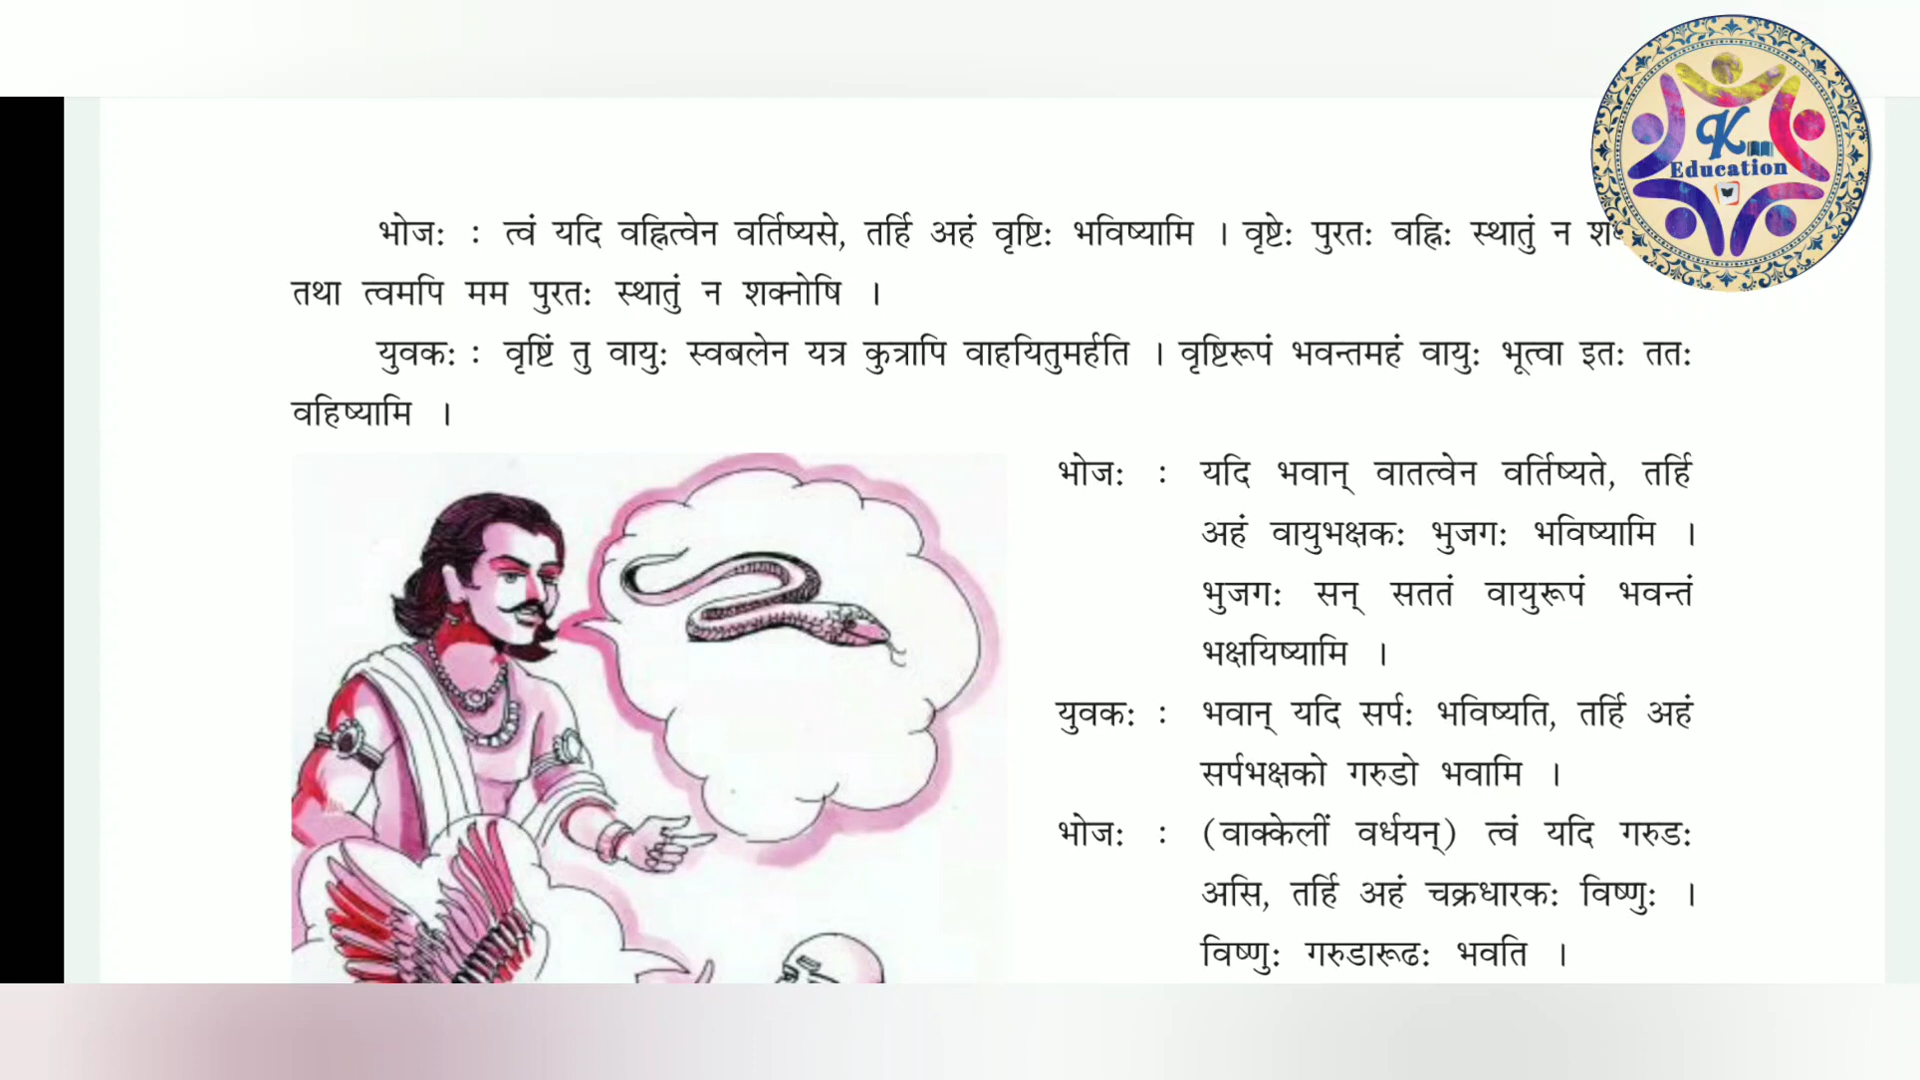 K
Education
भोजः : त्वं यदि वह्नित्वेन वर्तिष्यसे, तर्हि अहं वृष्टिः भविष्यामि । वृष्टेः पुरतः वह्निः स्थातुं न
तथा त्वमपि मम पुरतः स्थातुं न शक्नोषि ।
युवकः : वृष्टिं तु वायुः स्वबलेन यत्र कुत्रापि वाहयितुमर्हति । वृष्टिरूपं भवन्तमहं वायुः भूत्वा इतः ततः
वहिष्यामि ।
भोजः : यदि भवान् वातत्वेन वर्तिष्यते, तर्हि
अहं वायुभक्षकः भुजगः भविष्यामि ।
भुजगः सन् सततं वायुरूपं भवन्तं
भक्षयिष्यामि ।
युवकः : भवान् यदि सर्पः भविष्यति, तर्हि अहं
सर्पभक्षको गरुडो भवामि ।
भोजः : (वाक्केलीं वर्धयन्) त्वं यदि गरुडः
असि, तर्हि अहं चक्रधारकः विष्णुः ।
विष्णुः गरुडारूढः भवति ।